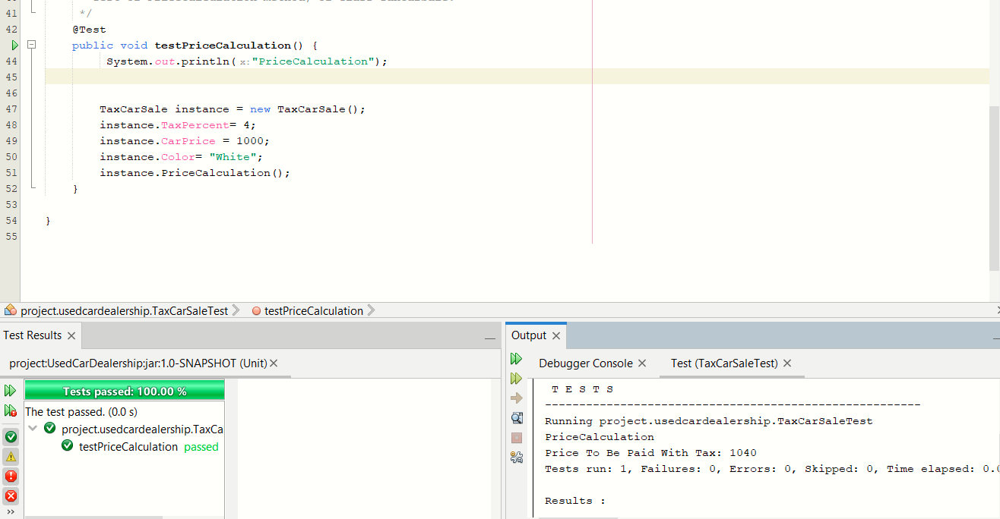 41 */
42 @Test
public void testPriceCalculation() {
44 System.out.println( x:"PriceCalculation");
45
46
47 TaxCarSale instance = new TaxCarSale();
48 instance.TaxPercent= 4;
49 instance.CarPrice = 1000;
50 instance.Color= "White";
51 instance.PriceCalculation();
52 }
53
54 }
55
project.usedcardealership.TaxCarSaleTest testPriceCalculation
Test Results
project:UsedCarDealership:jar:1.0-SNAPSHOT (Unit)
Tests passed: 100.00 %
The test passed. (0.0 s)
project.usedcardealership.TaxCa
testPriceCalculation passed
Output
Debugger Console Test (TaxCarSaleTest)
T E S T S
-------------------------------------------------------
Running project.usedcardealership.TaxCarSaleTest
PriceCalculation
Price To Be Paid With Tax: 1040
Tests run: 1, Failures: 0, Errors: 0, Skipped: 0, Time elapsed: 0.0
Results :